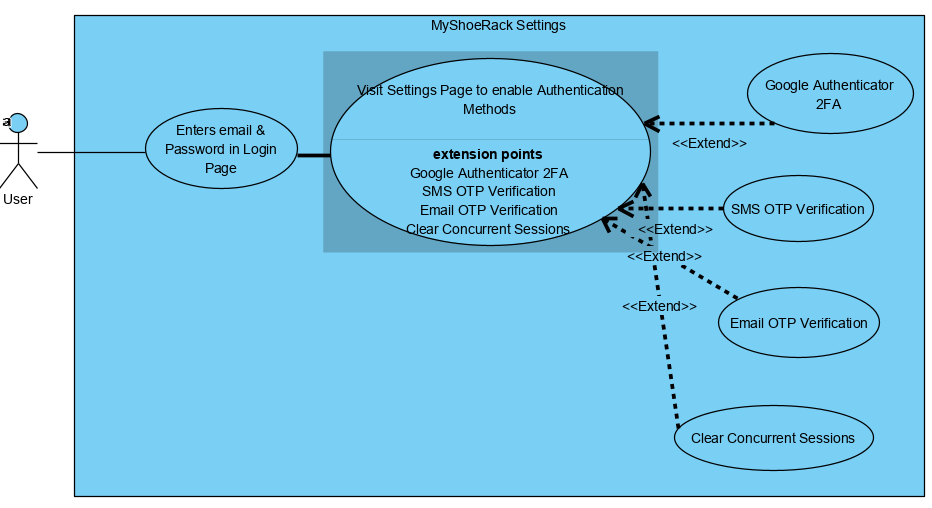 MyShoeRack Settings
a
User
Enters email &
Password in Login
Page
Visit Settings Page to enable Authentication
Methods
extension points
Google Authenticator 2FA
SMS OTP Verification
Email OTP Verification
Clear Concurrent Sessions
Google Authenticator
2FA
<<Extend>>
SMS OTP Verification
<<Extend>>
<<Extend>>
Email OTP Verification
<<Extend>>
Clear Concurrent Sessions